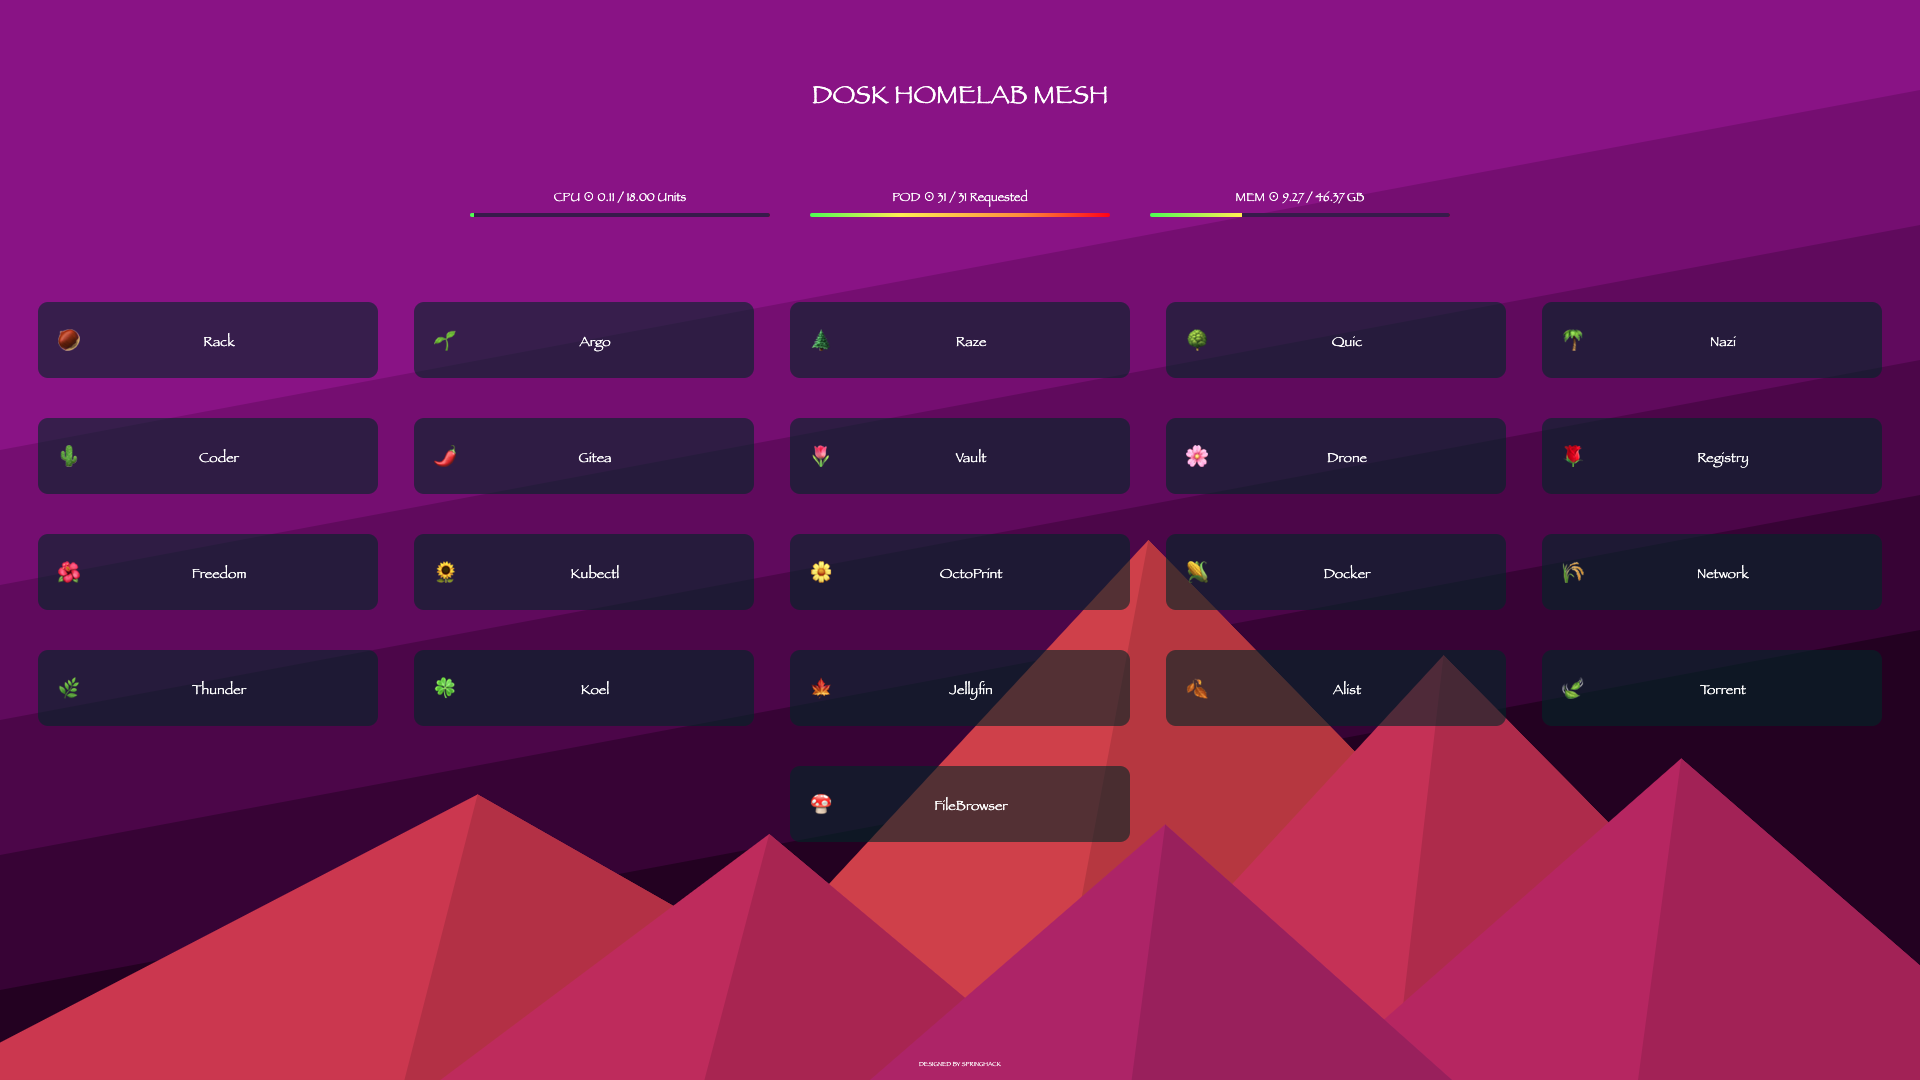 DOSK HOMELAB MESH
CPU ⊙ 0.11 / 18.00 Units
POD ⊙ 31 / 31 Requested
MEM ⊙ 9.27 / 46.37 GB
Rack
Argo
Raze
Quic
Nazi
Coder
Gitea
Vault
Drone
Registry
Freedom
Kubectl
OctoPrint
Docker
Network
Thunder
Koel
Jellyfin
Alist
Torrent
FileBrowser
DESIGNED BY SPRINGHACK